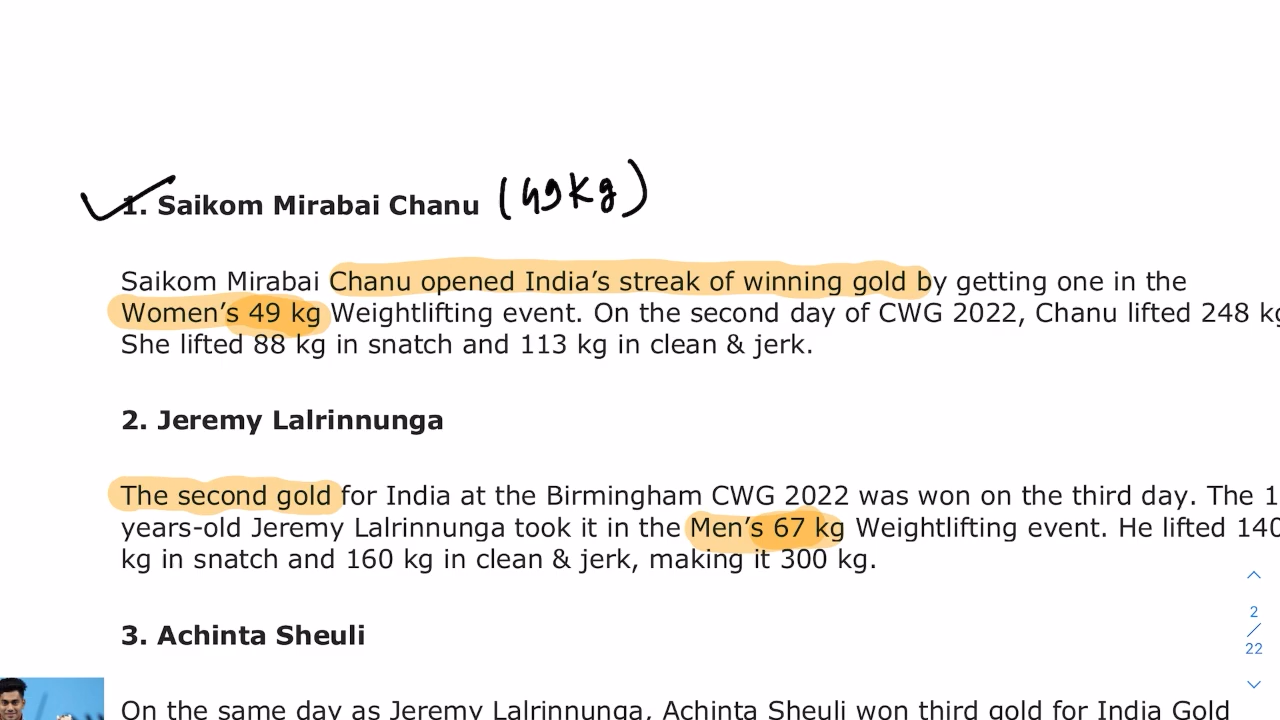 1. Saikom Mirabai Chanu (49kg)
Saikom Mirabai Chanu opened India’s streak of winning gold by getting one in the
Women’s 49 kg Weightlifting event. On the second day of CWG 2022, Chanu lifted 248 kg
She lifted 88 kg in snatch and 113 kg in clean & jerk.
2. Jeremy Lalrinnunga
The second gold for India at the Birmingham CWG 2022 was won on the third day. The 1
years-old Jeremy Lalrinnunga took it in the Men’s 67 kg Weightlifting event. He lifted 140
kg in snatch and 160 kg in clean & jerk, making it 300 kg.
2
/
22
3. Achinta Sheuli
On the same day as Jeremy Lalrinnunga, Achinta Sheuli won third gold for India Gold